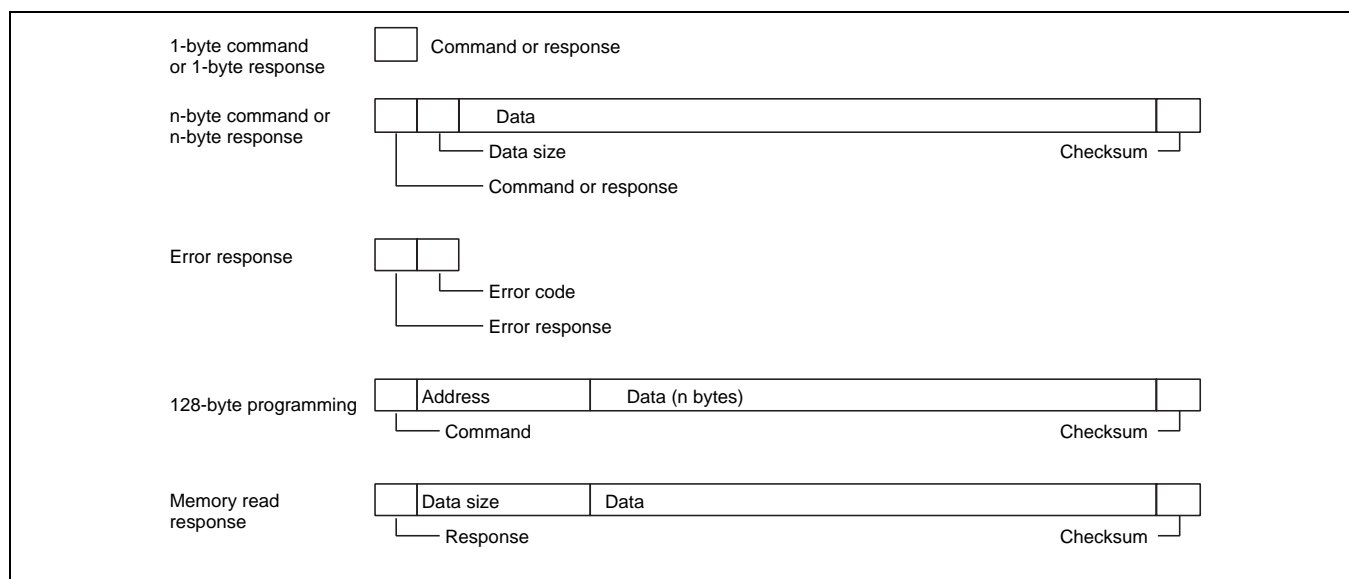 1-byte command
or 1-byte response
Command or response
n-byte command or
n-byte response
Data
Data size
Checksum
Command or response
Error response
Error code
Error response
128-byte programming
Address
Data (n bytes)
Command
Checksum
Memory read
response
Data size
Data
Response
Checksum